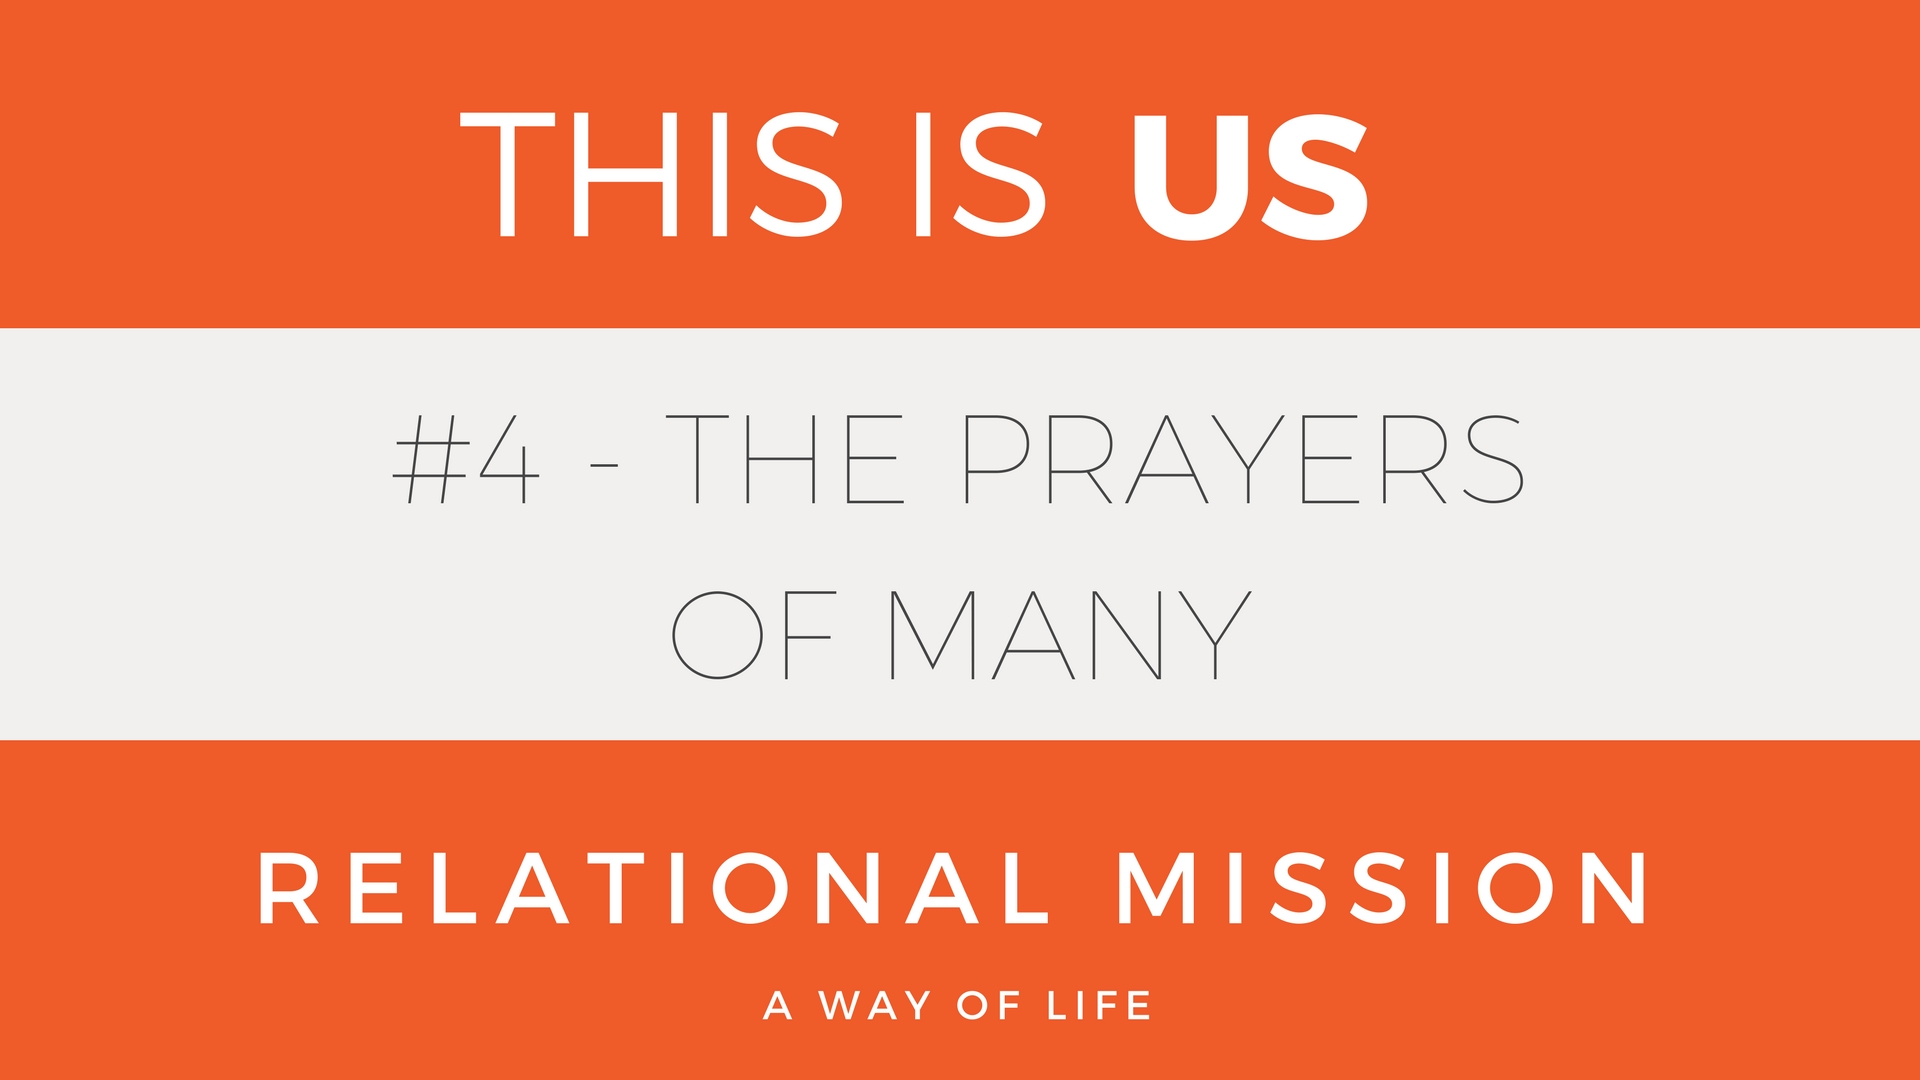 THIS IS US
#4 - THE PRAYERS
OF MANY
RELATIONAL MISSION
A WAY OF LIFE